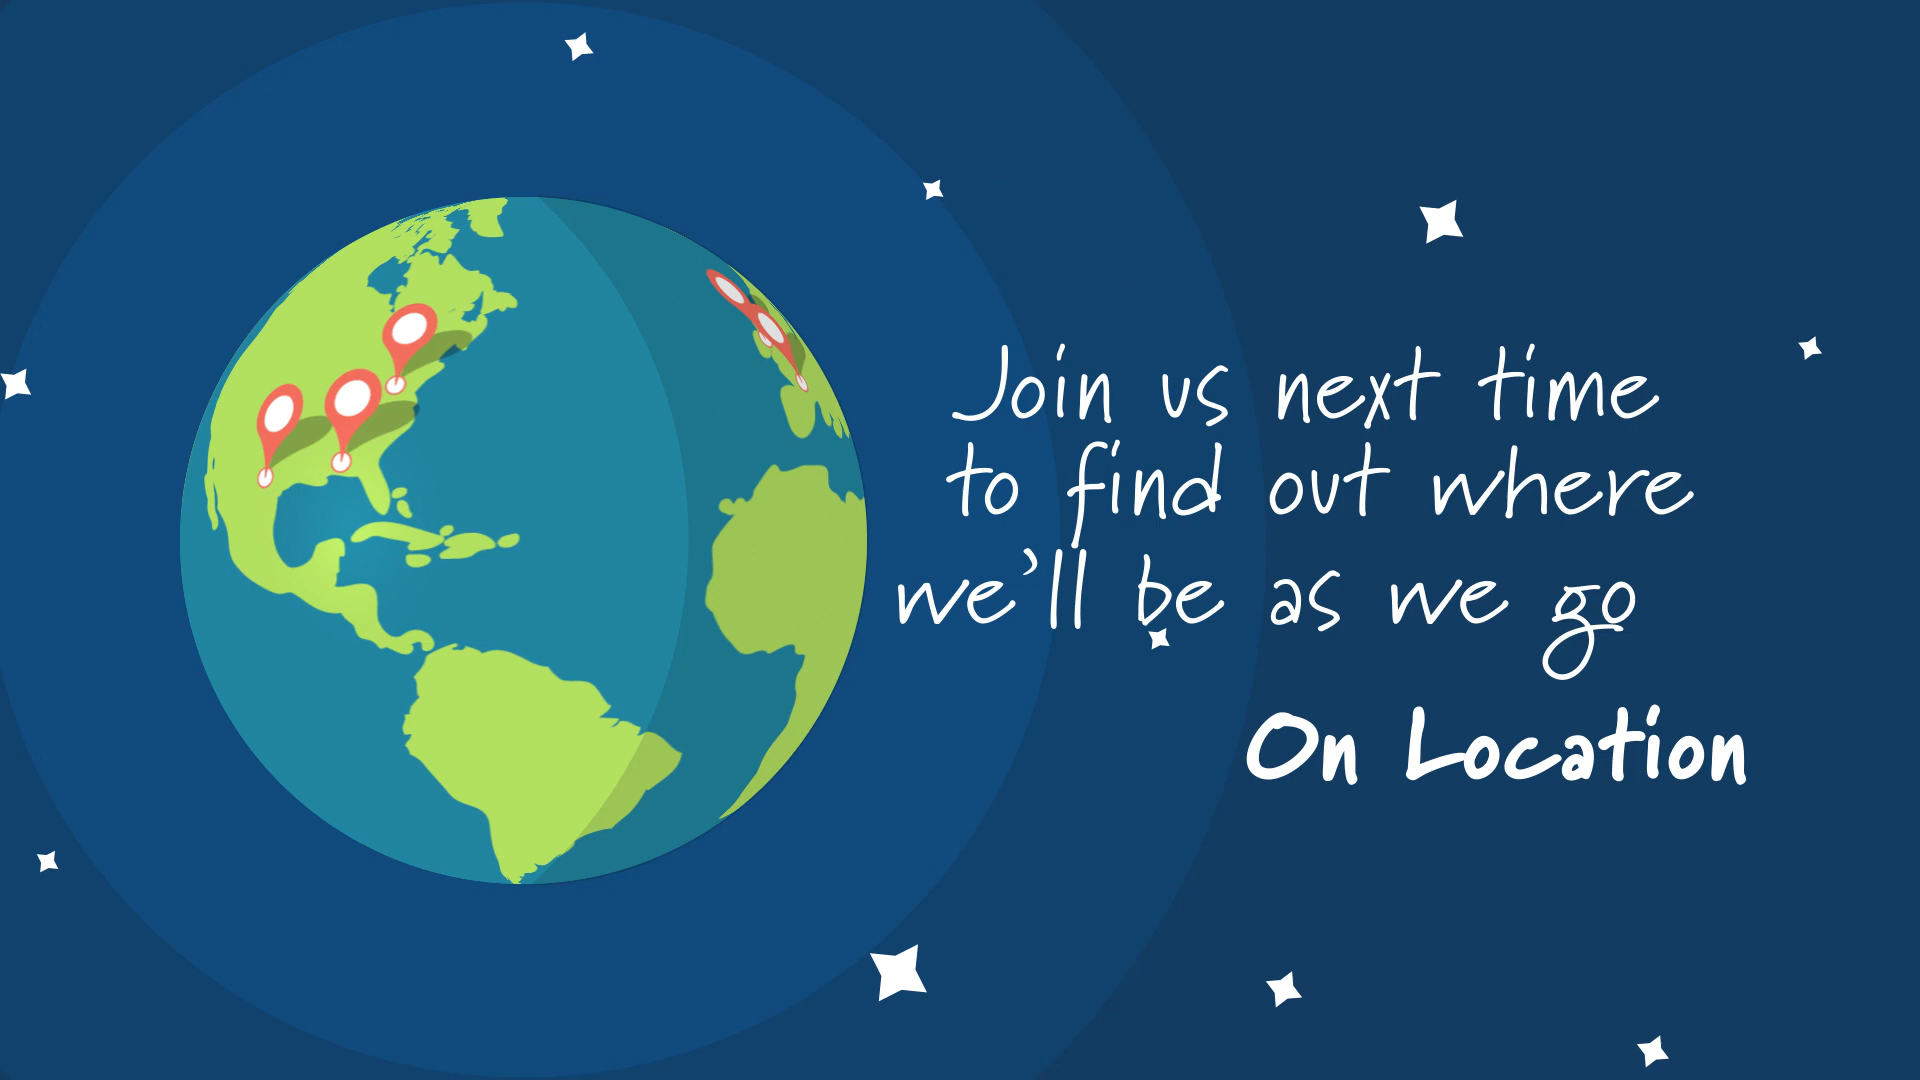 Join us next time
to find out where
we'll be as we go
On Location